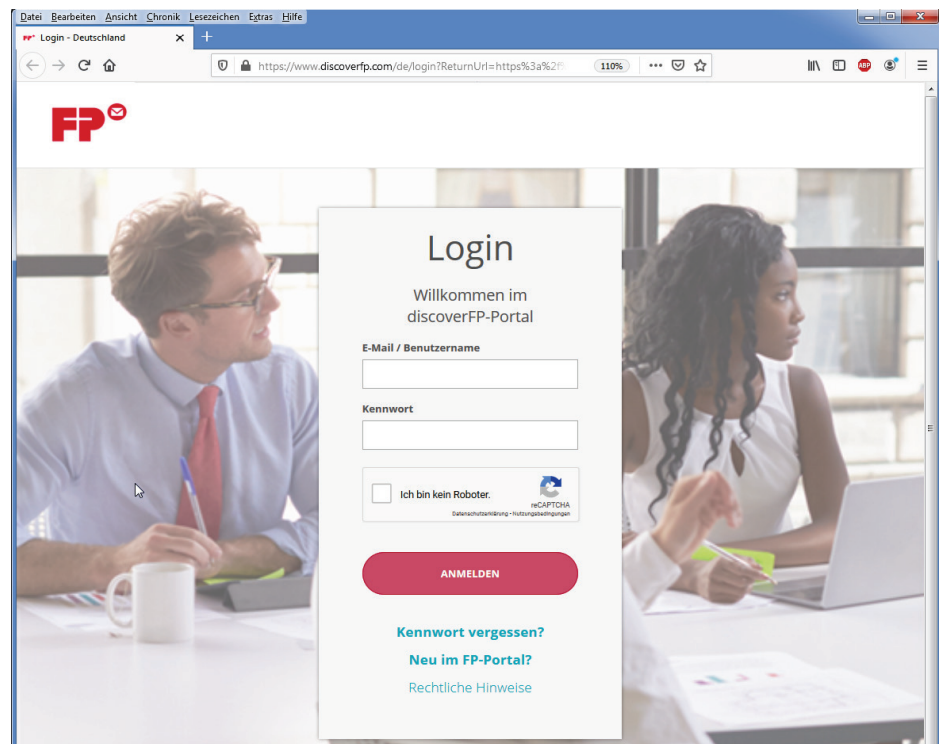 Datei Bearbeiten Ansicht Chronik Lesezeichen Extras Hilfe
FP Login - Deutschland
https://www.discoverfp.com/de/login?ReturnUrl=https%3a%2f
110%
ABP
FP
Login
Willkommen im
discoverFP-Portal
E-Mail / Benutzername
Kennwort
Ich bin kein Roboter.
reCAPTCHA
Datenschutzerklärung - Nutzungsbedingungen
ANMELDEN
Kennwort vergessen?
Neu im FP-Portal?
Rechtliche Hinweise